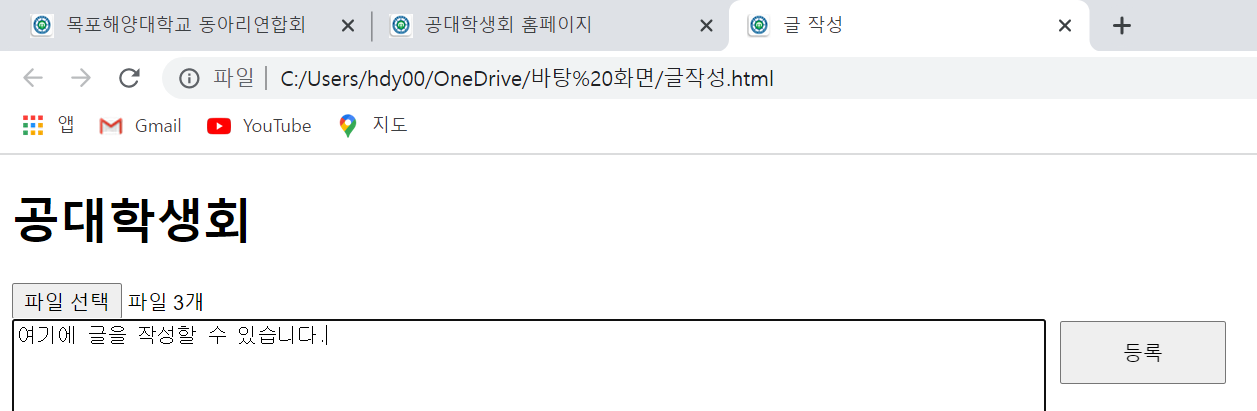 목포해양대학교 동아리연합회
공대학생회 홈페이지
글 작성
파일 C:/Users/hdy00/OneDrive/바탕%20화면/글작성.html
앱 Gmail YouTube 지도
공대학생회
파일 선택 파일 3개
여기에 글을 작성할 수 있습니다.
등록